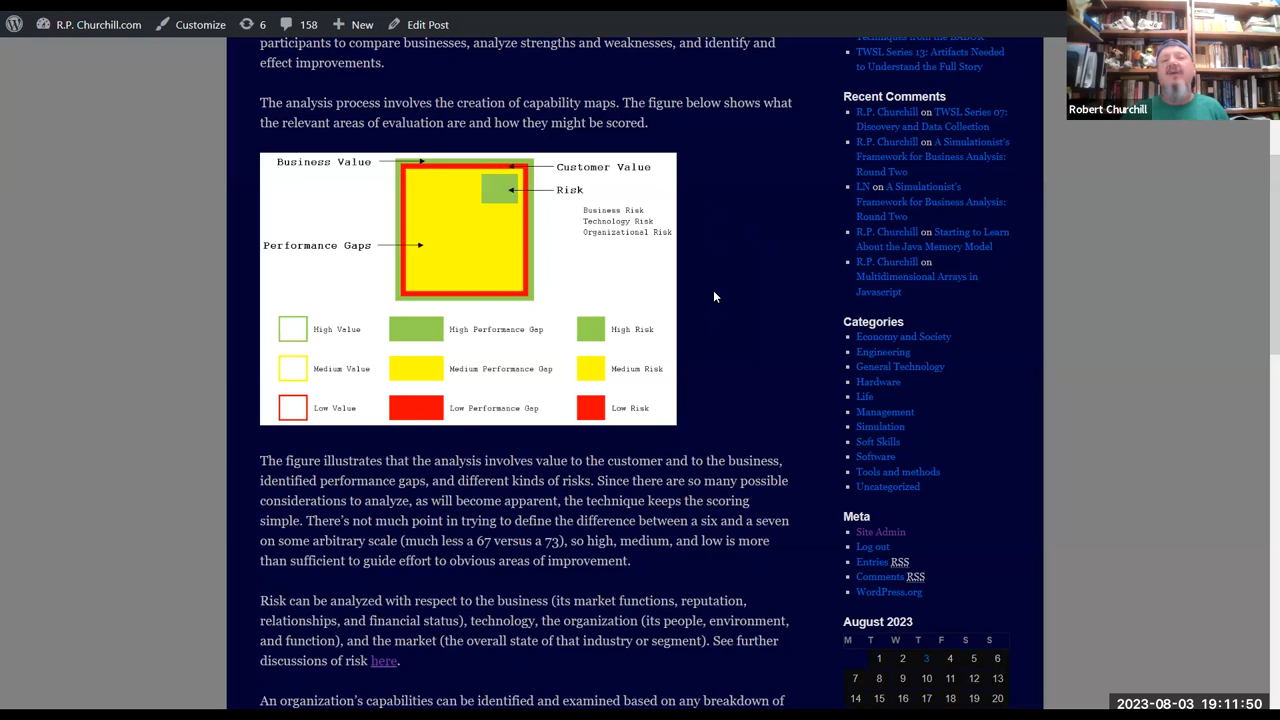 R.P. Churchill.com
Customize
6
158
New
Edit Post
Robert Churchill
participants to compare businesses, analyze strengths and weaknesses, and identify and
effect improvements.
The analysis process involves the creation of capability maps. The figure below shows what
the relevant areas of evaluation are and how they might be scored.
Business Value
Customer Value
Risk
Business Risk
Technology Risk
Organizational Risk
Performance Gaps
High Value
High Performance Gap
High Risk
Medium Value
Medium Performance Gap
Medium Risk
Low Value
Low Performance Gap
Low Risk
The figure illustrates that the analysis involves value to the customer and to the business,
identified performance gaps, and different kinds of risks. Since there are so many possible
considerations to analyze, as will become apparent, the technique keeps the scoring
simple. There’s not much point in trying to define the difference between a six and a seven
on some arbitrary scale (much less a 67 versus a 73), so high, medium, and low is more
than sufficient to guide effort to obvious areas of improvement.
Risk can be analyzed with respect to the business (its market functions, reputation,
relationships, and financial status), technology, the organization (its people, environment,
and function), and the market (the overall state of that industry or segment). See further
discussions of risk here.
An organization’s capabilities can be identified and examined based on any breakdown of
TWSL Series 13: Artifacts Needed
to Understand the Full Story
Recent Comments
R.P. Churchill on TWSL Series 07:
Discovery and Data Collection
R.P. Churchill on A Simulationist’s
Framework for Business Analysis:
Round Two
LN on A Simulationist’s
Framework for Business Analysis:
Round Two
R.P. Churchill on Starting to Learn
About the Java Memory Model
R.P. Churchill on
Multidimensional Arrays in
Javascript
Categories
Economy and Society
Engineering
General Technology
Hardware
Life
Management
Simulation
Soft Skills
Software
Tools and methods
Uncategorized
Meta
Site Admin
Log out
Entries RSS
Comments RSS
WordPress.org
August 2023
M T W T F S S
1 2 3 4 5 6
7 8 9 10 11 12 13
14 15 16 17 18 19 20
2023-08-03 19:11:50